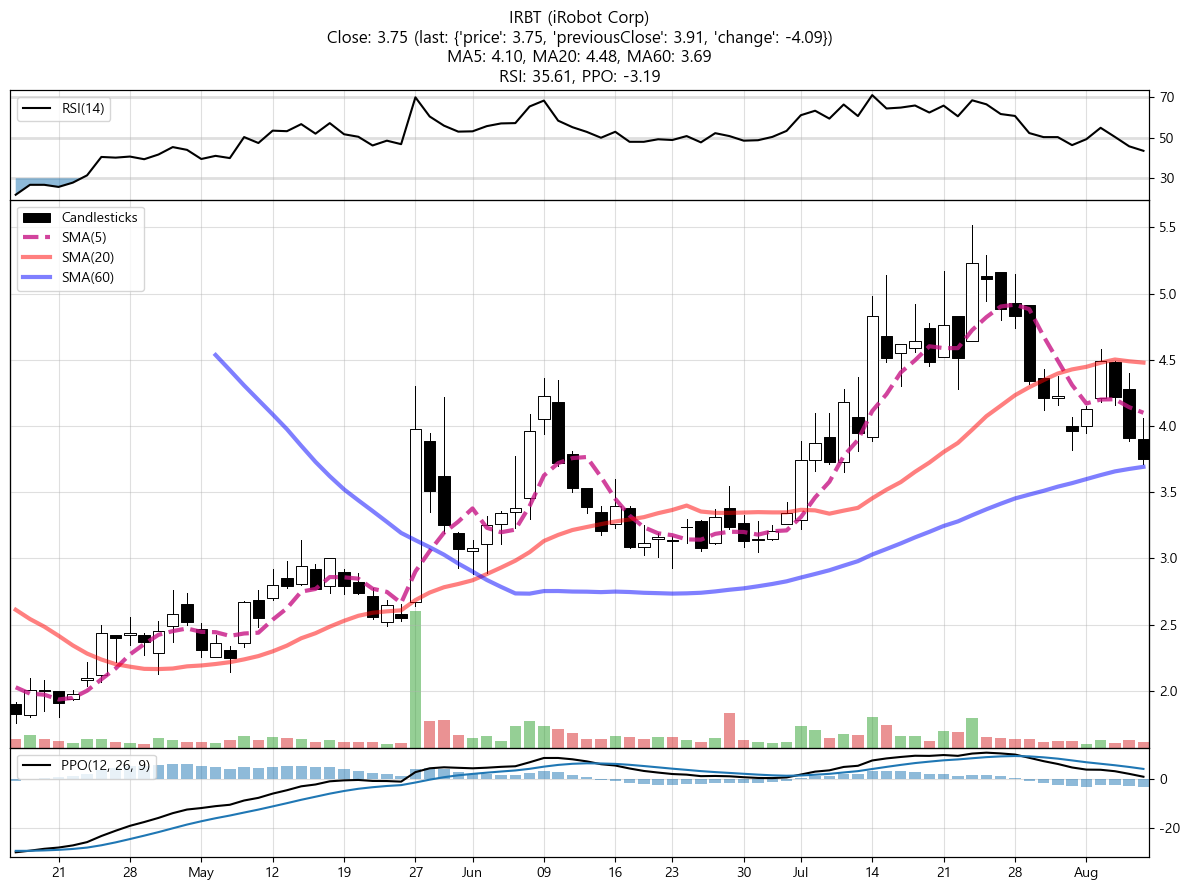 IRBT (iRobot Corp)
Close: 3.75 (last: {'price': 3.75, 'previousClose': 3.91, 'change': -4.09})
MA5: 4.10, MA20: 4.48, MA60: 3.69
RSI: 35.61, PPO: -3.19
RSI(14)
70
50
30
Candlesticks
SMA(5)
SMA(20)
SMA(60)
5.5
5.0
4.5
4.0
3.5
3.0
2.5
2.0
PPO(12, 26, 9)
0
-20
21 28 May 12 19 27 Jun 09 16 23 30 Jul 14 21 28 Aug